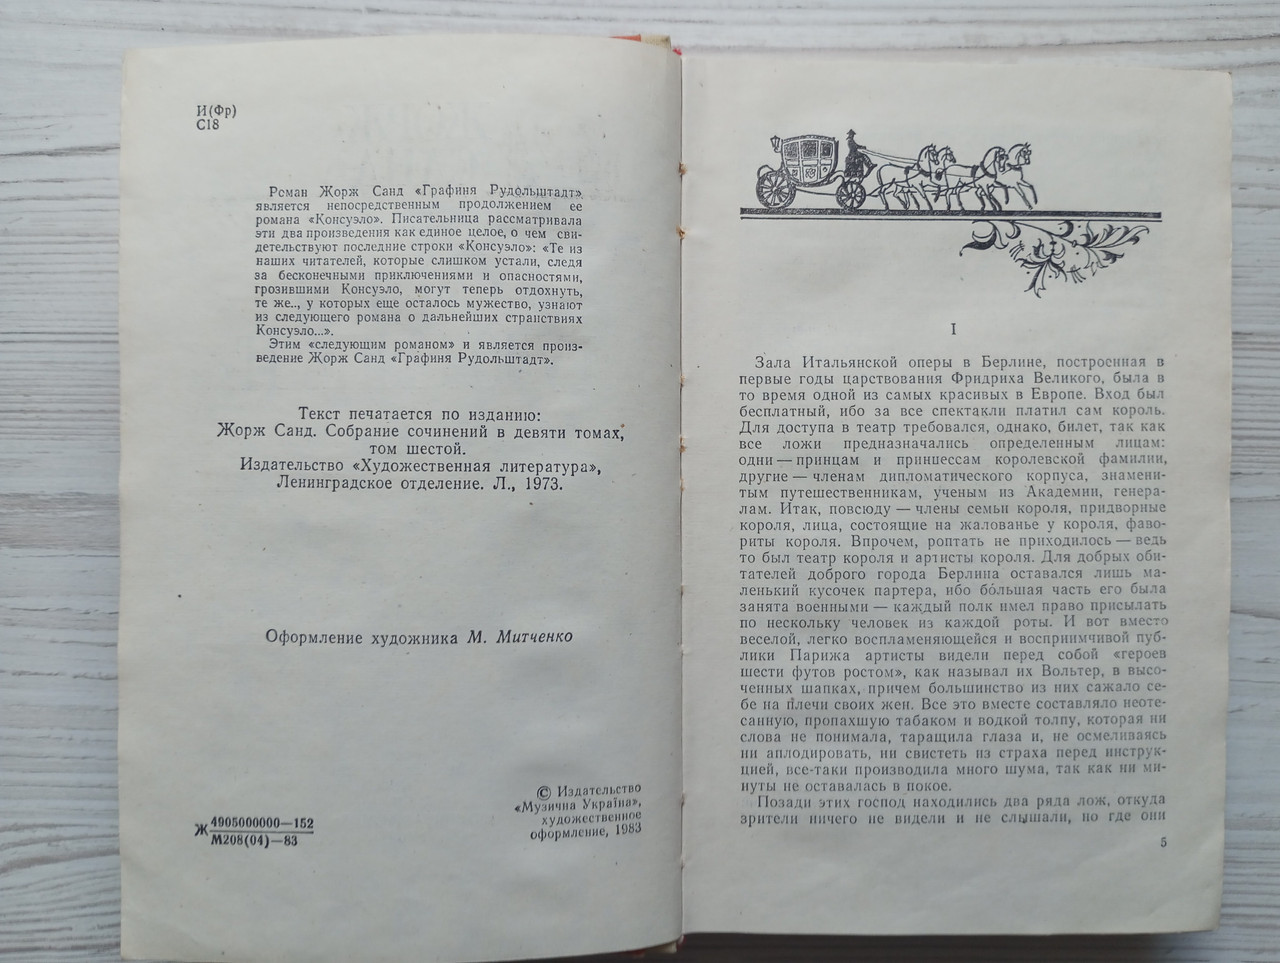 И(Фр)
С18
Роман Жорж Санд «Графиня Рудольштадт»
является непосредственным продолжением ее
романа «Консуэло». Писательница рассматривала
эти два произведения как единое целое, о чем сви-
детельствуют последние строки «Консуэло»: «Те из
наших читателей, которые слишком устали, следя
за бесконечными приключениями и опасностями,
грозившими Консуэло, могут теперь отдохнуть,
те же.., у которых еще осталось мужество, узнают
из следующего романа о дальнейших странствиях
Консуэло...».
Этим «следующим романом» и является произ-
ведение Жорж Санд «Графиня Рудольштадт».
Текст печатается по изданию:
Жорж Санд. Собрание сочинений в девяти томах,
том шестой.
Издательство «Художественная литература»,
Ленинградское отделение. Л., 1973.
Оформление художника М. Митченко
Ж 4905000000—152
М208(04)—83
© Издательство
«Музична Україна»,
художественное
оформление, 1983
I
Зала Итальянской оперы в Берлине, построенная в
первые годы царствования Фридриха Великого, была в
то время одной из самых красивых в Европе. Вход был
бесплатный, ибо за все спектакли платил сам король.
Для доступа в театр требовался, однако, билет, так как
все ложи предназначались определенным лицам:
одни — принцам и принцессам королевской фамилии,
другие — членам дипломатического корпуса, знамени-
тым путешественникам, ученым из Академии, генера-
лам. Итак, повсюду — члены семьи короля, придворные
короля, лица, состоящие на жалованье у короля, фаво-
риты короля. Впрочем, роптать не приходилось — ведь
то был театр короля и артисты короля. Для добрых оби-
тателей доброго города Берлина оставался лишь ма-
ленький кусочек партера, ибо бо́льшая часть его была
занята военными — каждый полк имел право присылать
по нескольку человек из каждой роты. И вот вместо
веселой, легко воспламеняющейся и восприимчивой пуб-
лики Парижа артисты видели перед собой «героев
шести футов ростом», как называл их Вольтер, в высо-
ченных шапках, причем большинство из них сажало се-
бе на плечи своих жен. Все это вместе составляло неоте-
санную, пропахшую табаком и водкой толпу, которая ни
слова не понимала, таращила глаза и, не осмеливаясь
ни аплодировать, ни свистеть из страха перед инструк-
цией, все-таки производила много шума, так как ни ми-
нуты не оставалась в покое.
Позади этих господ находились два ряда лож, откуда
зрители ничего не видели и не слышали, но где они
5